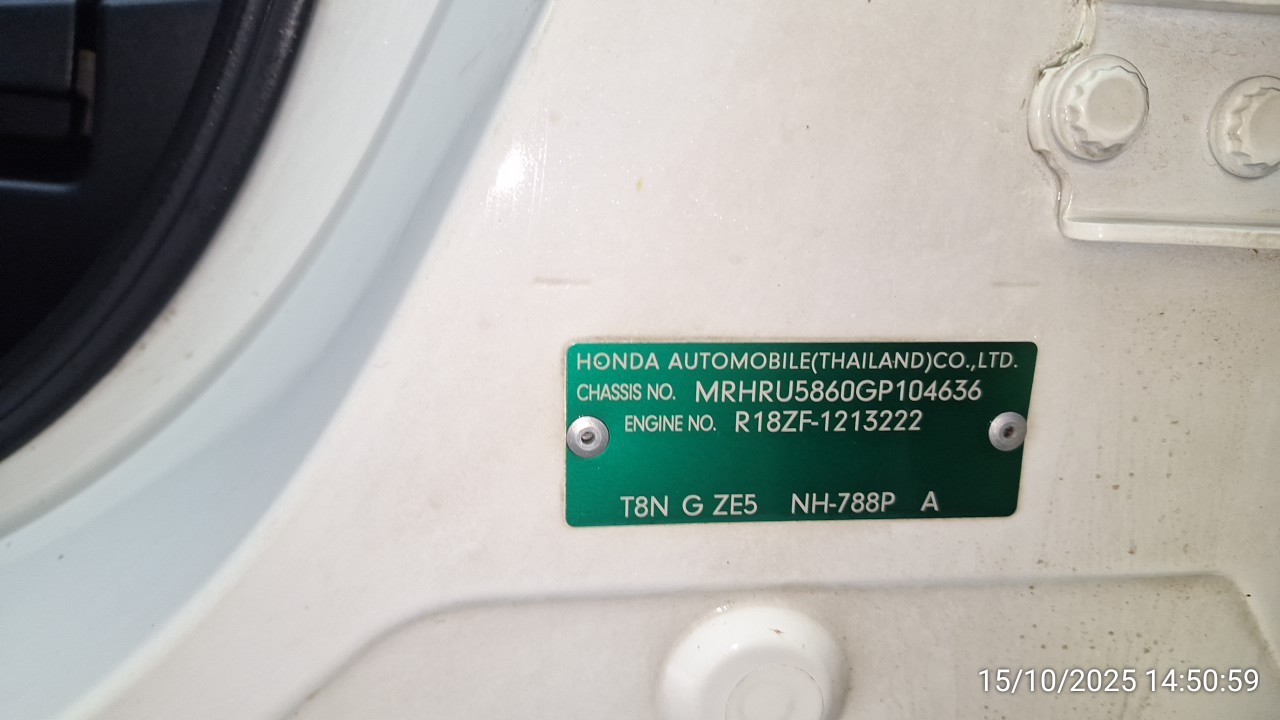 HONDA AUTOMOBILE(THAILAND)CO.,LTD.
CHASSIS NO. MRHRU5860GP104636
ENGINE NO. R18ZF-1213222
T8N G ZE5 NH-788P A
15/10/2025 14:50:59